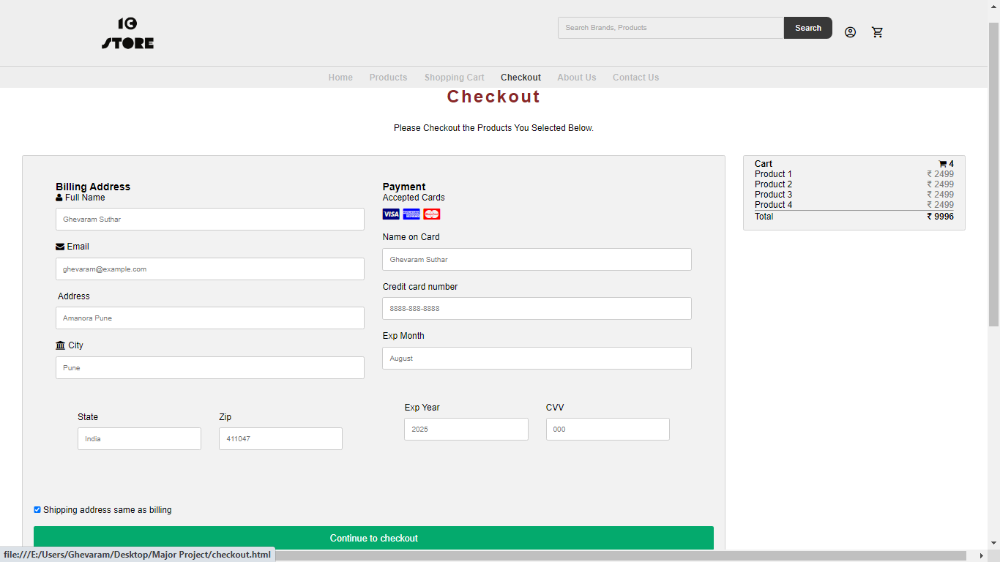 10
STORE
Search Brands, Products
Search
Home Products Shopping Cart Checkout About Us Contact Us
Checkout
Please Checkout the Products You Selected Below.
Billing Address
Full Name
Ghevaram Suthar
Email
ghevaram@example.com
Address
Amanora Pune
City
Pune
State
India
Zip
411047
Payment
Accepted Cards
VISA
Name on Card
Ghevaram Suthar
Credit card number
8888-888-8888
Exp Month
August
Exp Year
2025
CVV
000
Shipping address same as billing
Continue to checkout
Cart 4
Product 1 ₹ 2499
Product 2 ₹ 2499
Product 3 ₹ 2499
Product 4 ₹ 2499
Total ₹ 9996
file:///E:/Users/Ghevaram/Desktop/Major Project/checkout.html